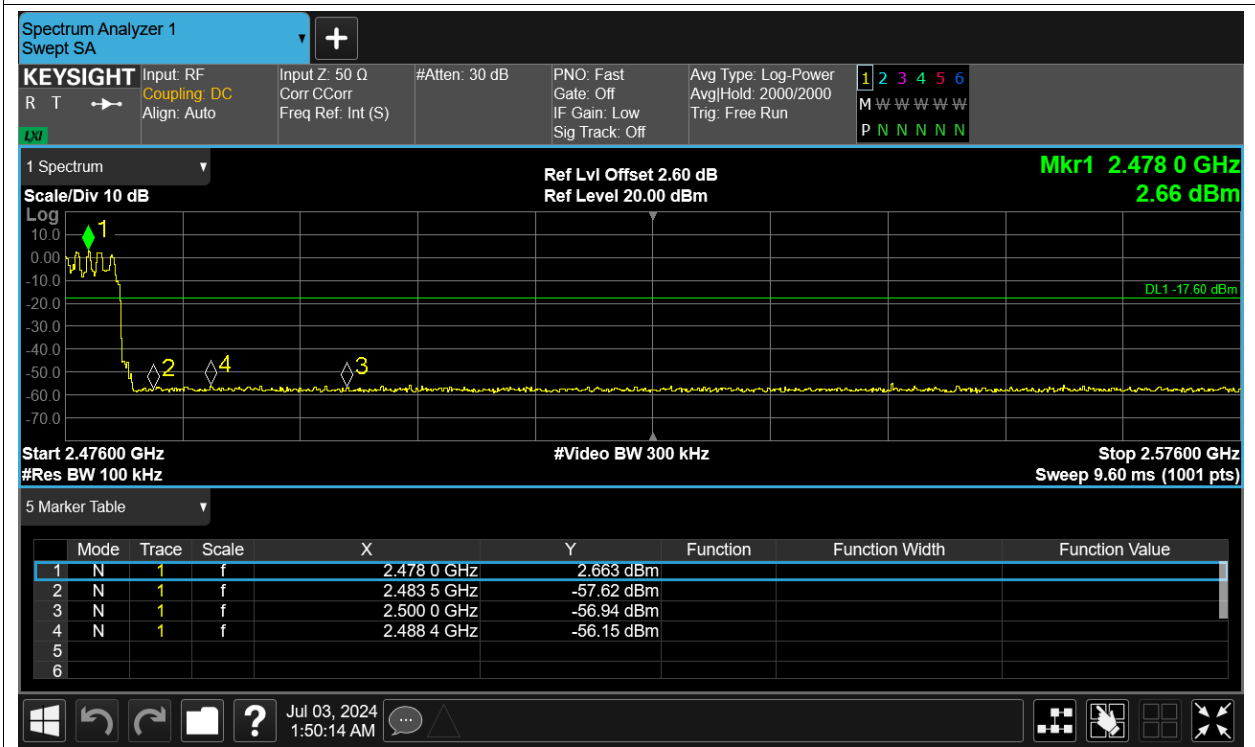 Spectrum Analyzer 1
Swept SA
KEYSIGHT Input: RF Input Z: 50 Ω #Atten: 30 dB PNO: Fast Avg Type: Log-Power 1 2 3 4 5 6
R T Coupling: DC Corr CCorr Gate: Off Avg|Hold: 2000/2000 M W W W W W W
Align: Auto Freq Ref: Int (S) IF Gain: Low Trig: Free Run
LXI Sig Track: Off P N N N N N N
1 Spectrum Ref Lvl Offset 2.60 dB Mkr1 2.478 0 GHz
Scale/Div 10 dB Ref Level 20.00 dBm 2.66 dBm
Log
10.0 1
0.00
-10.0
DL1 -17.60 dBm
-20.0
-30.0
-40.0
-50.0 2 4 3
-60.0
-70.0
Start 2.47600 GHz #Video BW 300 kHz Stop 2.57600 GHz
#Res BW 100 kHz Sweep 9.60 ms (1001 pts)
5 Marker Table
Mode Trace Scale X Y Function Function Width Function Value
1 N 1 f 2.478 0 GHz 2.663 dBm
2 N 1 f 2.483 5 GHz -57.62 dBm
3 N 1 f 2.500 0 GHz -56.94 dBm
4 N 1 f 2.488 4 GHz -56.15 dBm
5
6
? Jul 03, 2024
1:50:14 AM